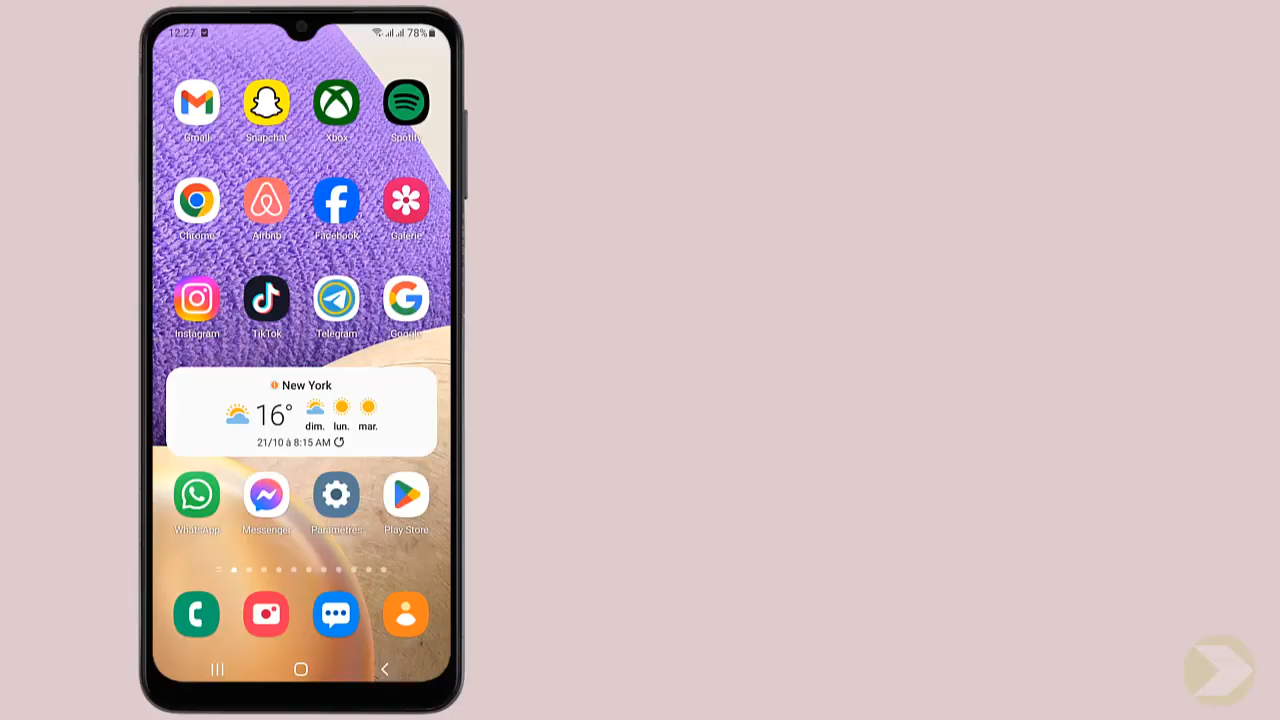 12:27
78%
Gmail
Snapchat
Xbox
Spotify
Chrome
Airbnb
Facebook
Galerie
Instagram
TikTok
Telegram
Google
New York
16°
dim.
lun.
mar.
21/10 à 8:15 AM
WhatsApp
Messenger
Paramètres
Play Store